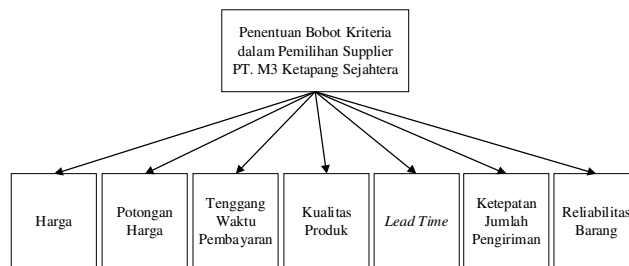 Penentuan Bobot Kriteria
dalam Pemilihan Supplier
PT. M3 Ketapang Sejahtera
Harga
Potongan
Harga
Tenggang
Waktu
Pembayaran
Kualitas
Produk
Lead Time
Ketepatan
Jumlah
Pengiriman
Reliabilitas
Barang